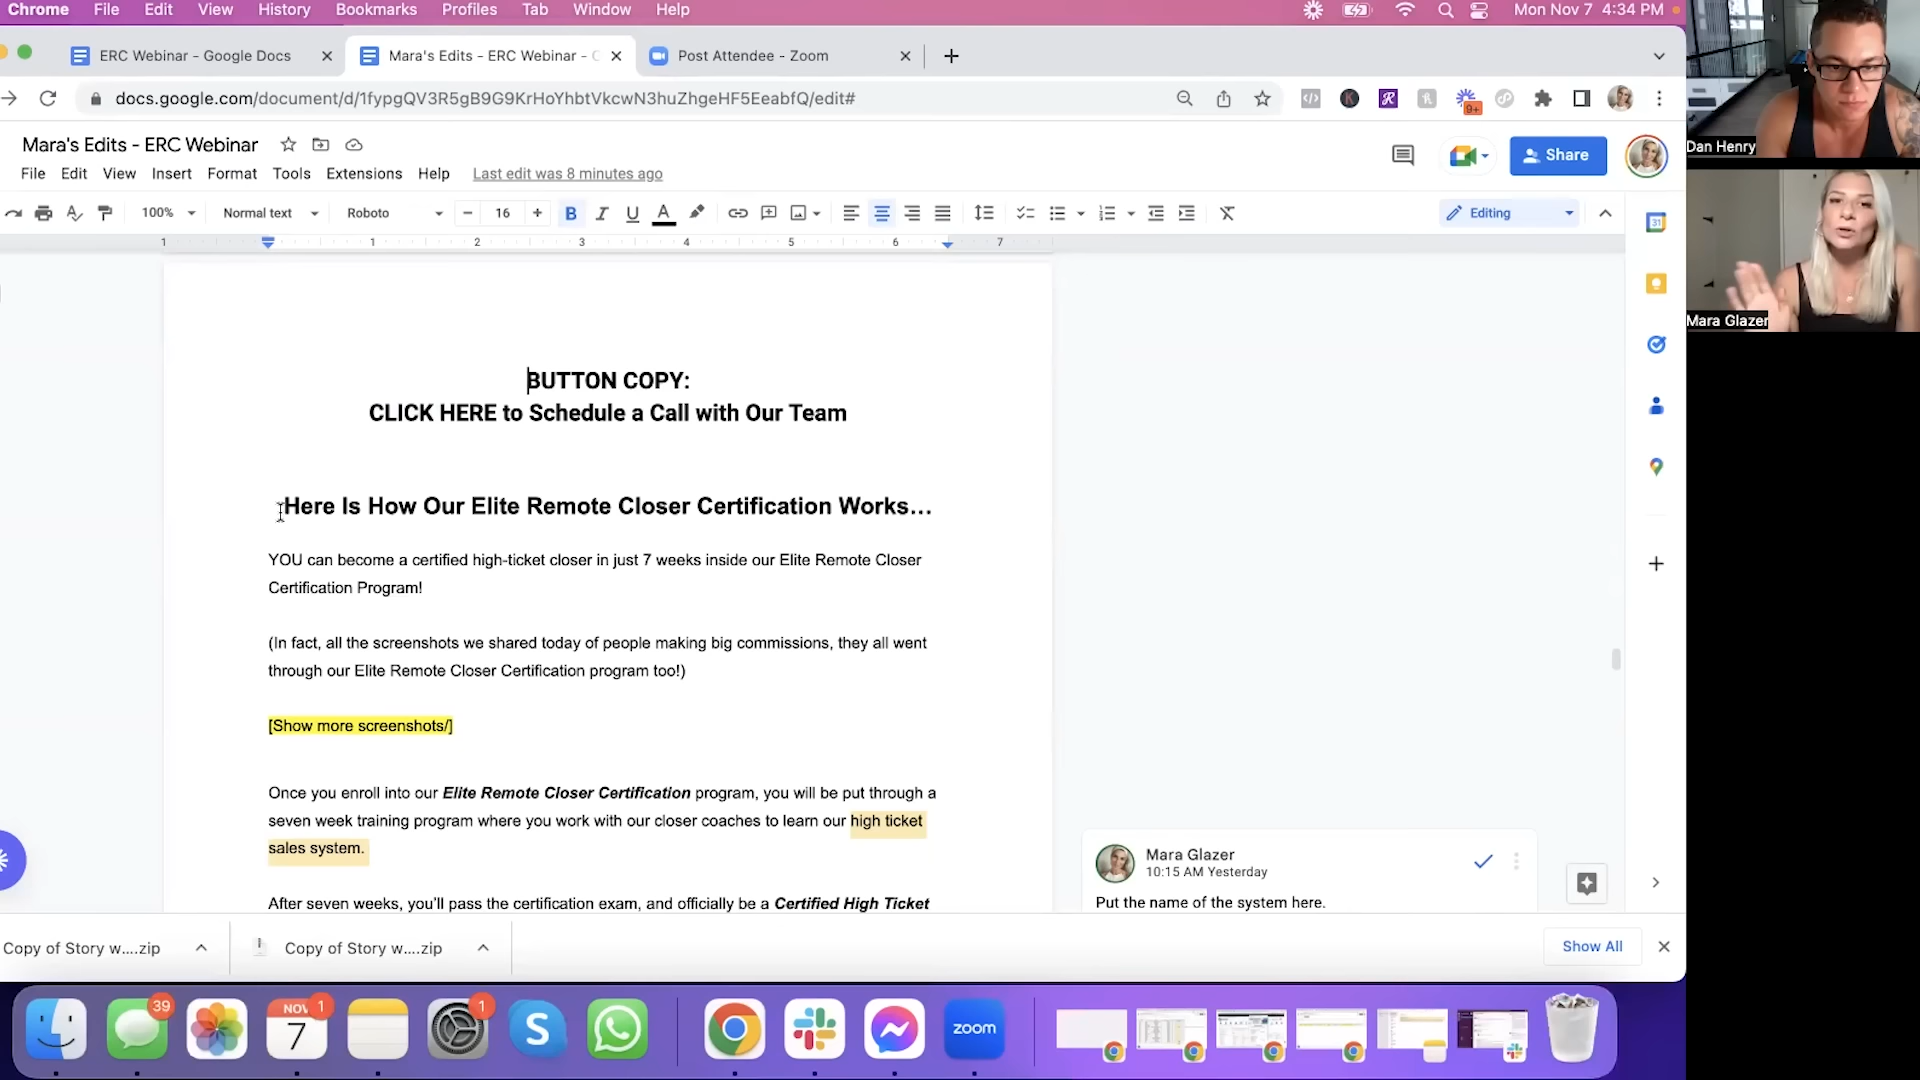 Chrome File Edit View History Bookmarks Profiles Tab Window Help Mon Nov 7 4:34 PM
ERC Webinar - Google Docs
Mara's Edits - ERC Webinar -
Post Attendee - Zoom
docs.google.com/document/d/1fypgQV3R5gB9G9KrHoYhbtVkcwN3huZhgeHF5EeabfQ/edit#
9+
Mara's Edits - ERC Webinar
Share
File Edit View Insert Format Tools Extensions Help Last edit was 8 minutes ago
100% Normal text Roboto 16 B I U A Editing
1 1 2 3 4 5 6 7
31
BUTTON COPY:
CLICK HERE to Schedule a Call with Our Team
Here Is How Our Elite Remote Closer Certification Works...
YOU can become a certified high-ticket closer in just 7 weeks inside our Elite Remote Closer
Certification Program!
(In fact, all the screenshots we shared today of people making big commissions, they all went
through our Elite Remote Closer Certification program too!)
[Show more screenshots/]
Once you enroll into our Elite Remote Closer Certification program, you will be put through a
seven week training program where you work with our closer coaches to learn our high ticket
sales system.
After seven weeks, you'll pass the certification exam, and officially be a Certified High Ticket
Mara Glazer
10:15 AM Yesterday
Put the name of the system here.
Copy of Story w....zip
Copy of Story w....zip
Show All
39
NOV 1
7
1
S
zoom
Dan Henry
Mara Glazer